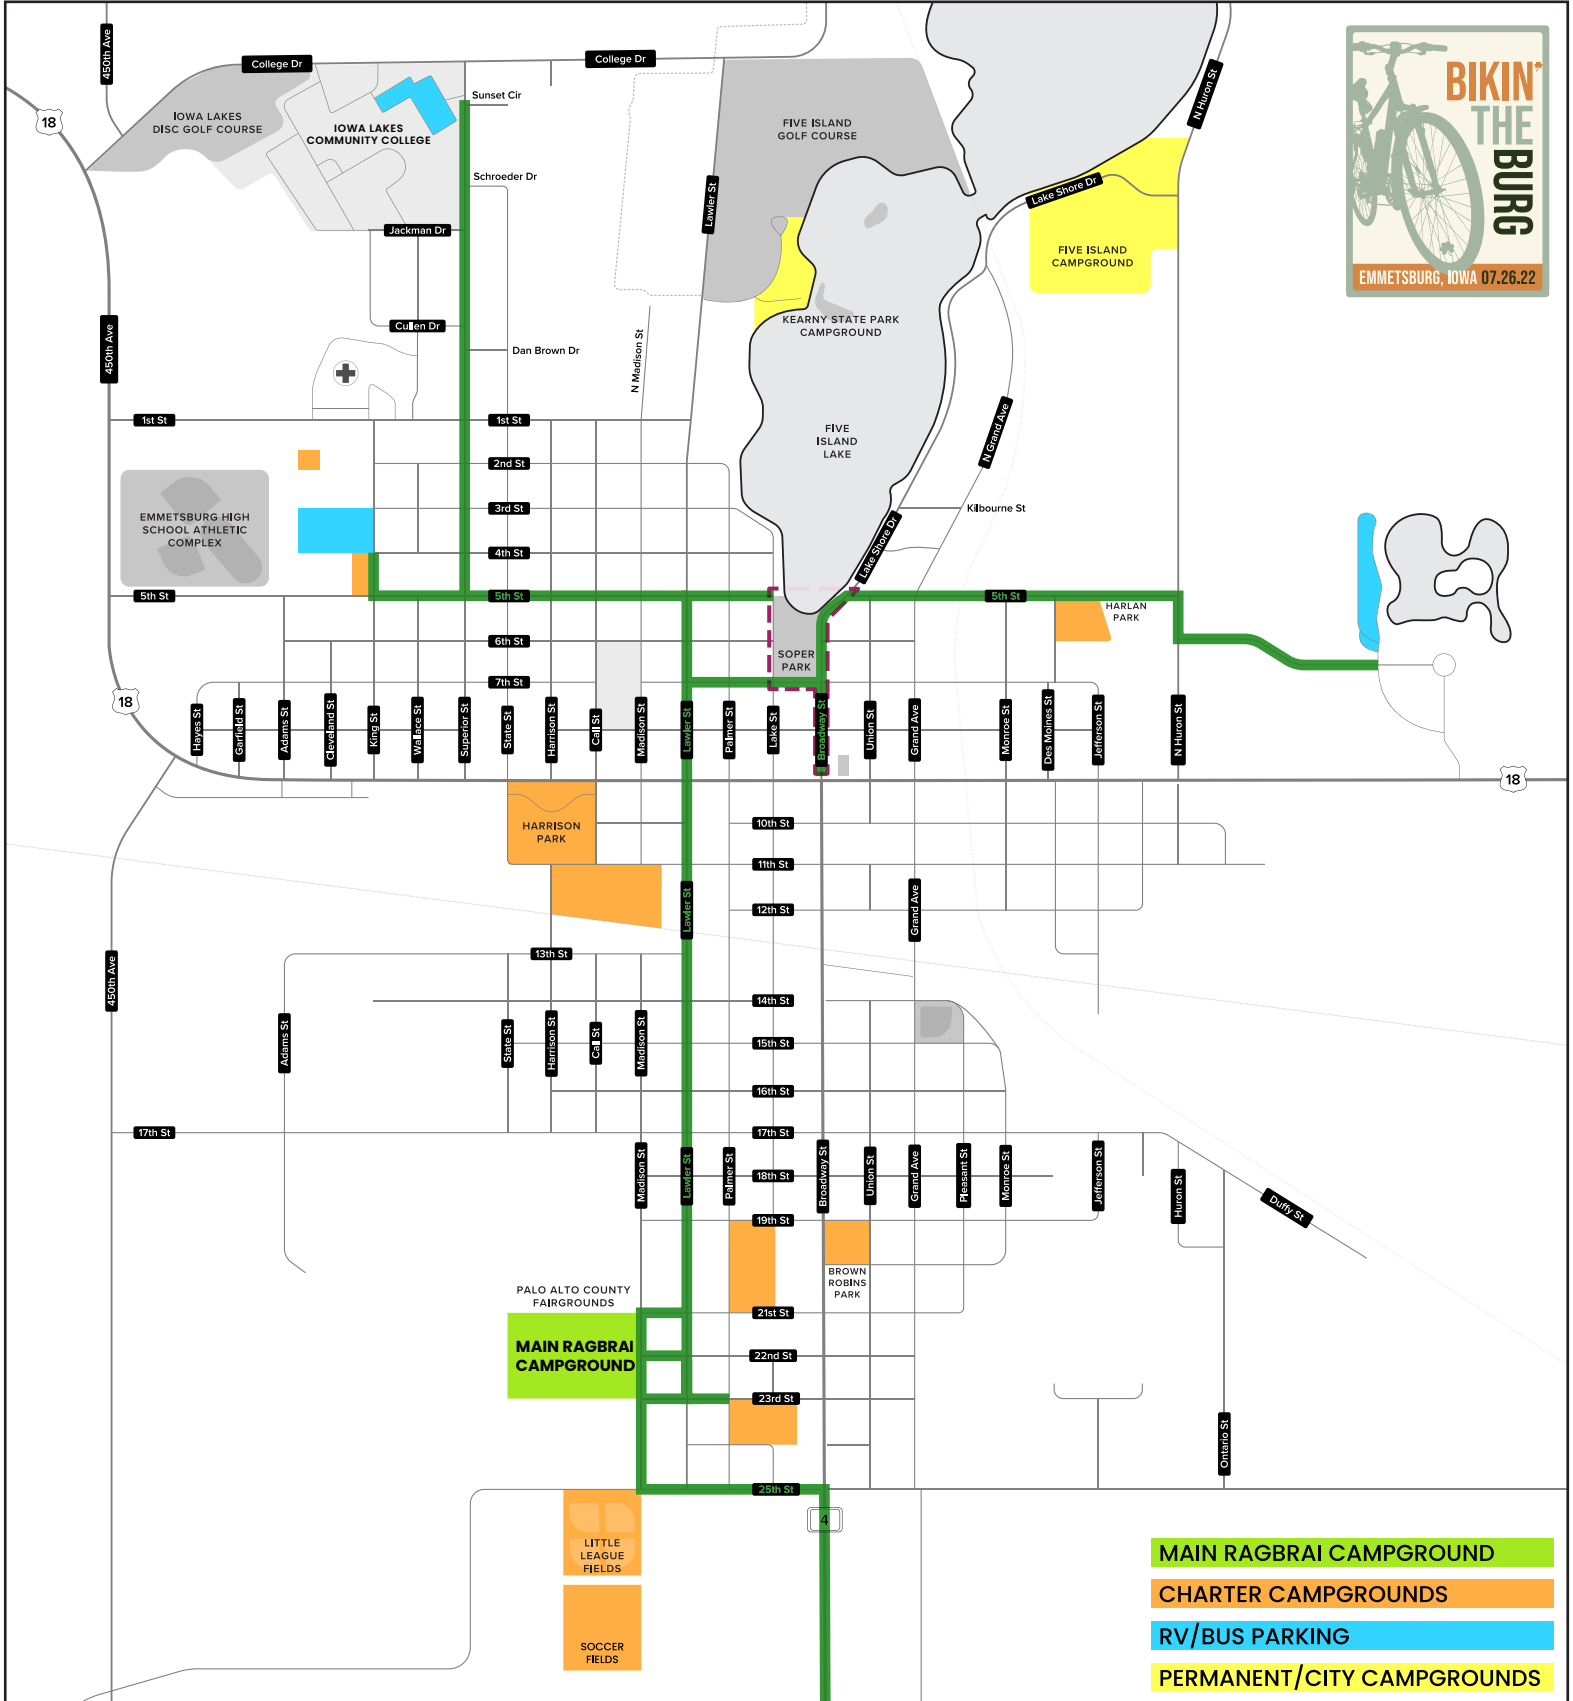 450th Ave
College Dr
College Dr
N Huron St
BIKIN'
THE
BURG
EMMETSBURG, IOWA 07.26.22
18
IOWA LAKES
DISC GOLF COURSE
IOWA LAKES
COMMUNITY COLLEGE
Sunset Cir
FIVE ISLAND
GOLF COURSE
Schroeder Dr
Lawler St
Lake Shore Dr
Jackman Dr
FIVE ISLAND
CAMPGROUND
450th Ave
Cullen Dr
KEARNY STATE PARK
CAMPGROUND
Dan Brown Dr
N Madison St
1st St
1st St
N Grand Ave
FIVE
ISLAND
LAKE
2nd St
EMMETSBURG HIGH
SCHOOL ATHLETIC
COMPLEX
3rd St
Kilbourne St
4th St
Lake Shore Dr
5th St
5th St
5th St
HARLAN
PARK
6th St
SOPER
PARK
7th St
18
Hayes St
Garfield St
Adams St
Cleveland St
King St
Wallace St
Superior St
State St
Harrison St
Call St
Madison St
Lawler St
Palmer St
Lake St
Broadway St
Union St
Grand Ave
Monroe St
Des Moines St
Jefferson St
N Huron St
18
HARRISON
PARK
10th St
11th St
Lawler St
12th St
Grand Ave
13th St
450th Ave
14th St
Adams St
State St
Harrison St
Call St
Madison St
15th St
16th St
17th St
17th St
Madison St
Lawler St
Palmer St
18th St
Broadway St
Union St
Grand Ave
Pleasant St
Monroe St
Jefferson St
Huron St
Duffy St
19th St
BROWN
ROBINS
PARK
PALO ALTO COUNTY
FAIRGROUNDS
21st St
MAIN RAGBRAI
CAMPGROUND
22nd St
23rd St
Ontario St
25th St
4
LITTLE
LEAGUE
FIELDS
SOCCER
FIELDS
MAIN RAGBRAI CAMPGROUND
CHARTER CAMPGROUNDS
RV/BUS PARKING
PERMANENT/CITY CAMPGROUNDS